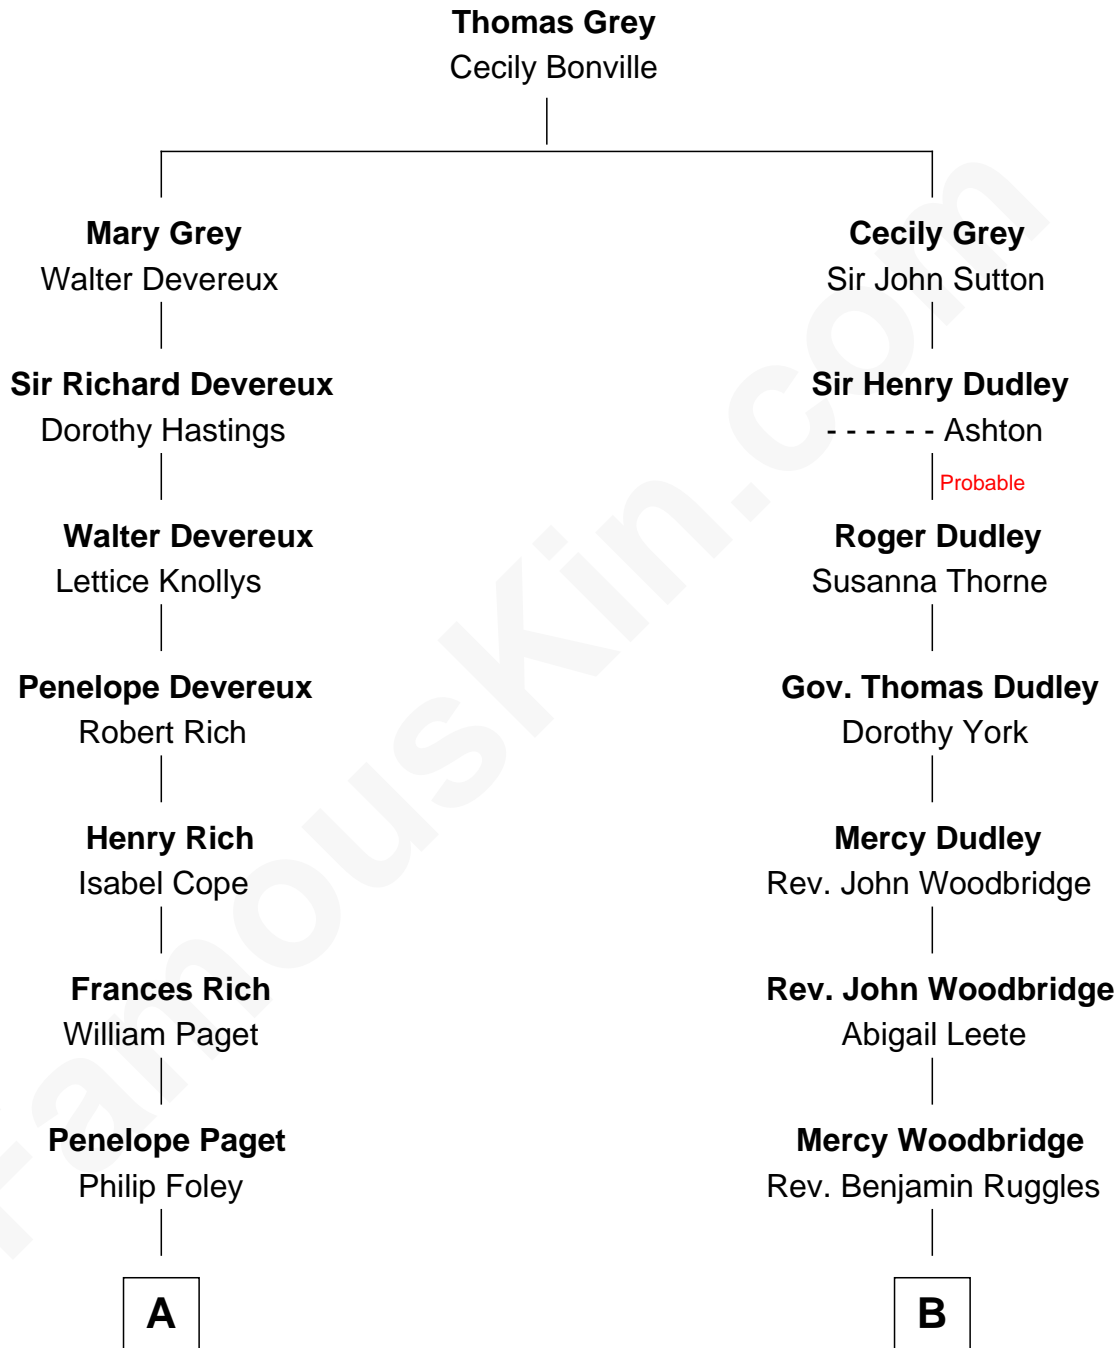 Thomas Grey
Cecily Bonville
Mary Grey
Walter Devereux
Sir Richard Devereux
Dorothy Hastings
Walter Devereux
Lettice Knollys
Penelope Devereux
Robert Rich
Henry Rich
Isabel Cope
Frances Rich
William Paget
Penelope Paget
Philip Foley
A
Cecily Grey
Sir John Sutton
Sir Henry Dudley
- - - - - - Ashton
Probable
Roger Dudley
Susanna Thorne
Gov. Thomas Dudley
Dorothy York
Mercy Dudley
Rev. John Woodbridge
Rev. John Woodbridge
Abigail Leete
Mercy Woodbridge
Rev. Benjamin Ruggles
B
FamousKin.com